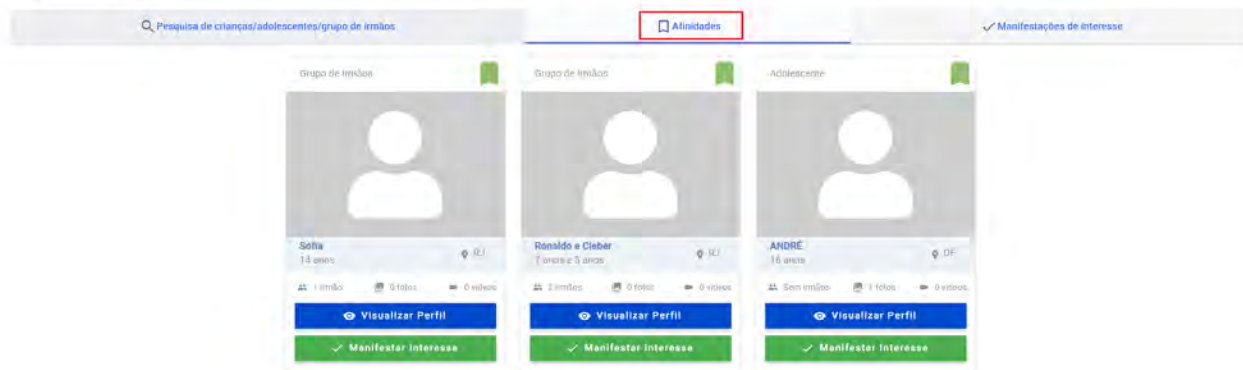 Pesquisa de crianças/adolescentes/grupo de irmãos
Afinidades
Manifestações de interesse
Grupo de Irmãos
Grupo de Irmãos
Adolescente
Sofia
RJ
14 anos
Ronaldo e Cleber
RJ
7 anos e 5 anos
ANDRÉ
DF
16 anos
1 irmão
0 fotos
0 vídeos
2 irmãos
0 fotos
0 vídeos
Sem irmãos
1 fotos
0 vídeos
Visualizar Perfil
Visualizar Perfil
Visualizar Perfil
Manifestar Interesse
Manifestar Interesse
Manifestar Interesse